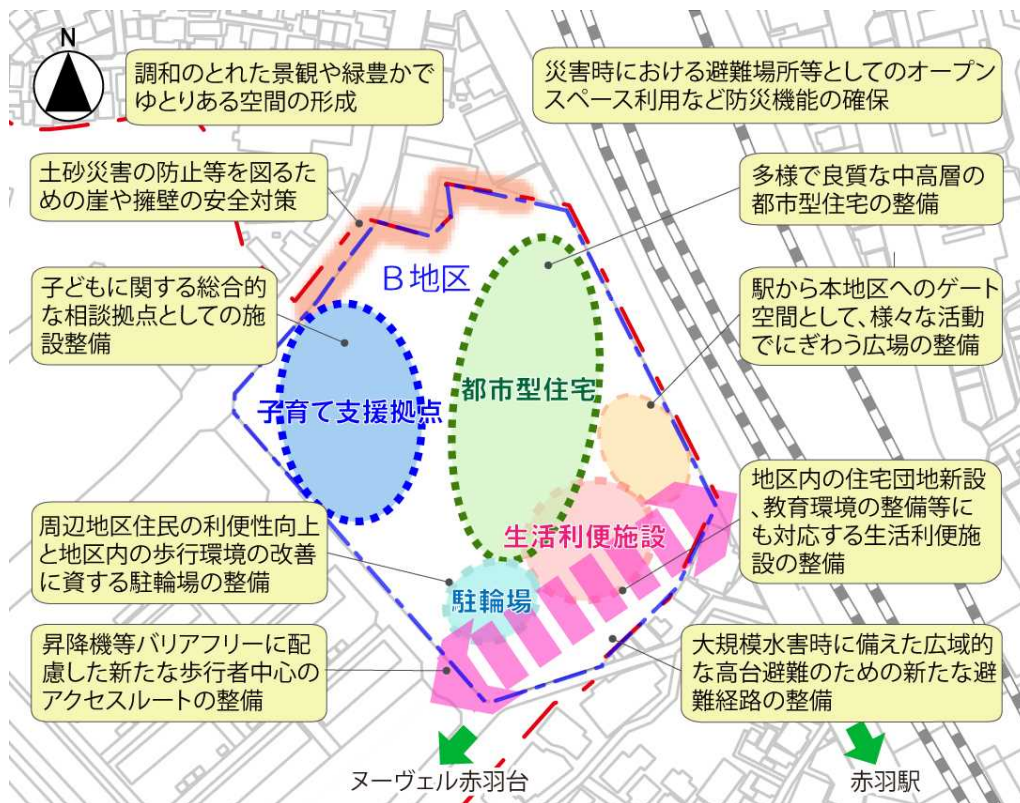 N
調和のとれた景観や緑豊かで
ゆとりある空間の形成
災害時における避難場所等としてのオープン
スペース利用など防災機能の確保
土砂災害の防止等を図るた
めの崖や擁壁の安全対策
多様で良質な中高層の
都市型住宅の整備
子どもに関する総合的
な相談拠点としての施
設整備
B地区
駅から本地区へのゲート
空間として、様々な活動
でにぎわう広場の整備
都市型住宅
子育て支援拠点
地区内の住宅団地新設
、教育環境の整備等に
も対応する生活利便施
設の整備
生活利便施設
周辺地区住民の利便性向上
と地区内の歩行環境の改善
に資する駐輪場の整備
駐輪場
昇降機等バリアフリーに配
慮した新たな歩行者中心の
アクセスルートの整備
大規模水害時に備えた広域的
な高台避難のための新たな避
難経路の整備
ヌーヴェル赤羽台
赤羽駅